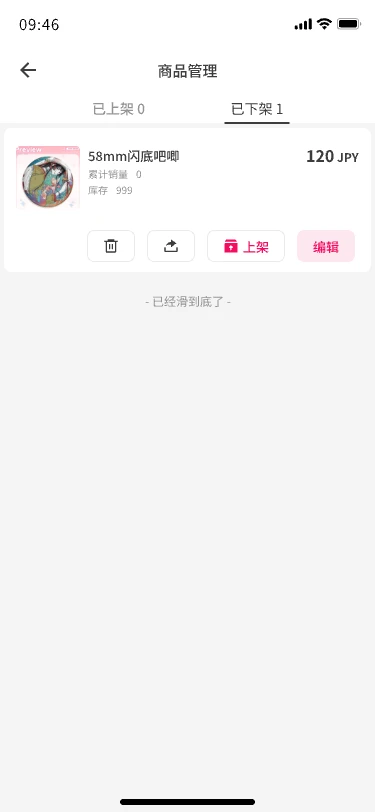 09:46
商品管理
已上架 0
已下架 1
58mm闪底吧唧
120 JPY
累计销量 0
库存 999
上架
编辑
- 已经滑到底了 -